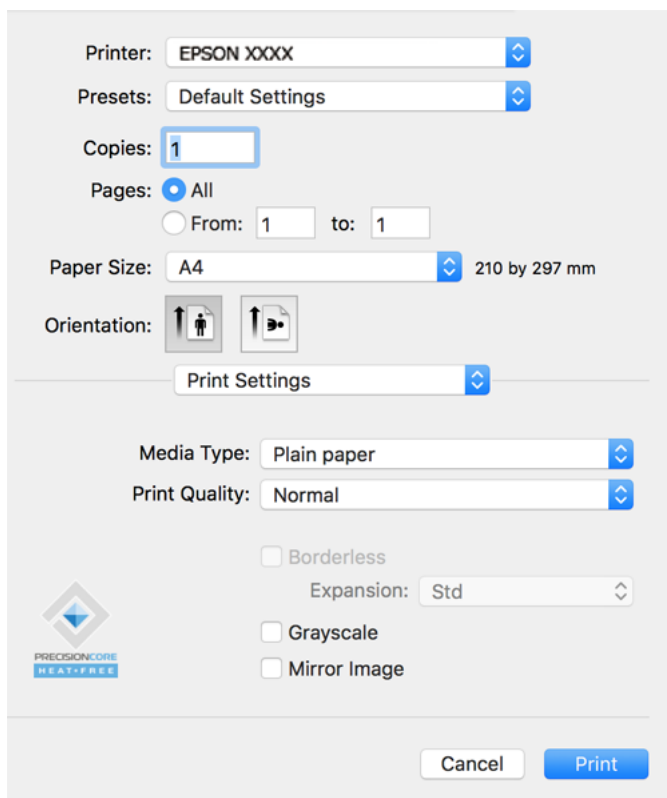 Printer: EPSON XXXX
Presets: Default Settings
Copies: 1
Pages: All
From: 1 to: 1
Paper Size: A4 210 by 297 mm
Orientation:
Print Settings
Media Type: Plain paper
Print Quality: Normal
Borderless
Expansion: Std
Grayscale
Mirror Image
PRECISIONCORE
HEAT•FREE
Cancel Print